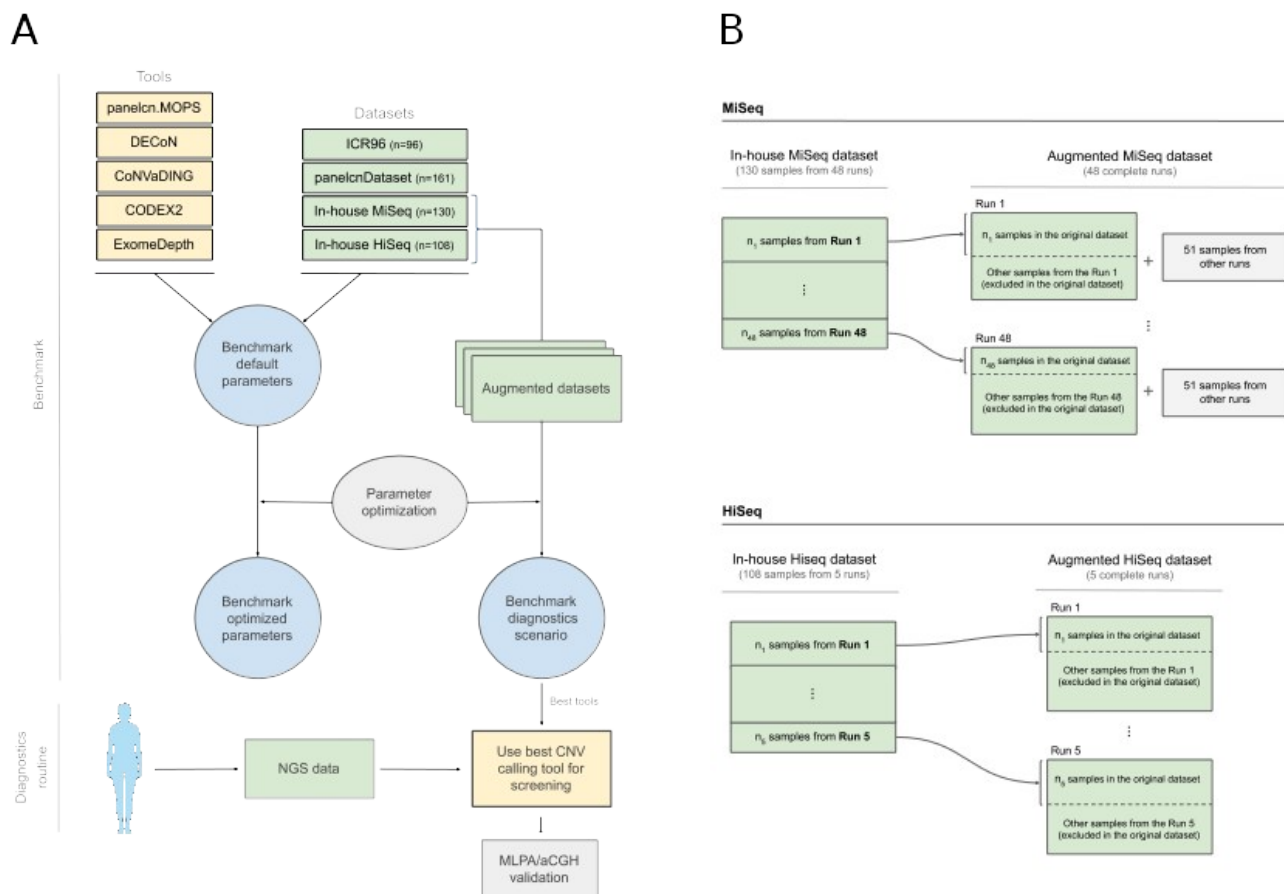 A
Tools
panelcn.MOPS
DECoN
CoNVaDING
CODEX2
ExomeDepth
Datasets
ICR96 (n=96)
panelcnDataset (n=161)
In-house MiSeq (n=130)
In-house HiSeq (n=108)
Benchmark
Benchmark
default
parameters
Augmented datasets
Parameter
optimization
Benchmark
optimized
parameters
Benchmark
diagnostics
scenario
Best tools
Diagnostics
routine
NGS data
Use best CNV
calling tool for
screening
MLPA/aCGH
validation
B
MiSeq
In-house MiSeq dataset
(130 samples from 48 runs)
Augmented MiSeq dataset
(48 complete runs)
n1 samples from Run 1
⋮
n48 samples from Run 48
Run 1
n1 samples in the original dataset
Other samples from the Run 1
(excluded in the original dataset)
+
51 samples from
other runs
⋮
Run 48
n48 samples in the original dataset
Other samples from the Run 48
(excluded in the original dataset)
+
51 samples from
other runs
HiSeq
In-house Hiseq dataset
(108 samples from 5 runs)
Augmented HiSeq dataset
(5 complete runs)
n1 samples from Run 1
⋮
n5 samples from Run 5
Run 1
n1 samples in the original dataset
Other samples from the Run 1
(excluded in the original dataset)
⋮
Run 5
n5 samples in the original dataset
Other samples from the Run 5
(excluded in the original dataset)